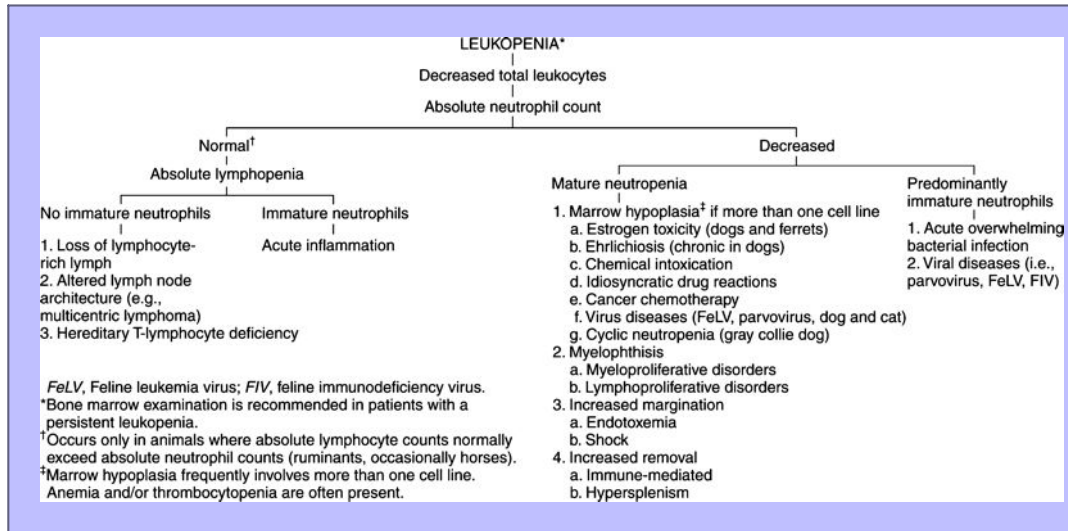 LEUKOPENIA*
Decreased total leukocytes
Absolute neutrophil count
Normal†
Absolute lymphopenia
No immature neutrophils
1. Loss of lymphocyte-
rich lymph
2. Altered lymph node
architecture (e.g.,
multicentric lymphoma)
3. Hereditary T-lymphocyte deficiency
Immature neutrophils
Acute inflammation
Decreased
Mature neutropenia
1. Marrow hypoplasia‡ if more than one cell line
a. Estrogen toxicity (dogs and ferrets)
b. Ehrlichiosis (chronic in dogs)
c. Chemical intoxication
d. Idiosyncratic drug reactions
e. Cancer chemotherapy
f. Virus diseases (FeLV, parvovirus, dog and cat)
g. Cyclic neutropenia (gray collie dog)
2. Myelophthisis
a. Myeloproliferative disorders
b. Lymphoproliferative disorders
3. Increased margination
a. Endotoxemia
b. Shock
4. Increased removal
a. Immune-mediated
b. Hypersplenism
Predominantly
immature neutrophils
1. Acute overwhelming
bacterial infection
2. Viral diseases (i.e.,
parvovirus, FeLV, FIV)
FeLV, Feline leukemia virus; FIV, feline immunodeficiency virus.
*Bone marrow examination is recommended in patients with a
persistent leukopenia.
†Occurs only in animals where absolute lymphocyte counts normally
exceed absolute neutrophil counts (ruminants, occasionally horses).
‡Marrow hypoplasia frequently involves more than one cell line.
Anemia and/or thrombocytopenia are often present.